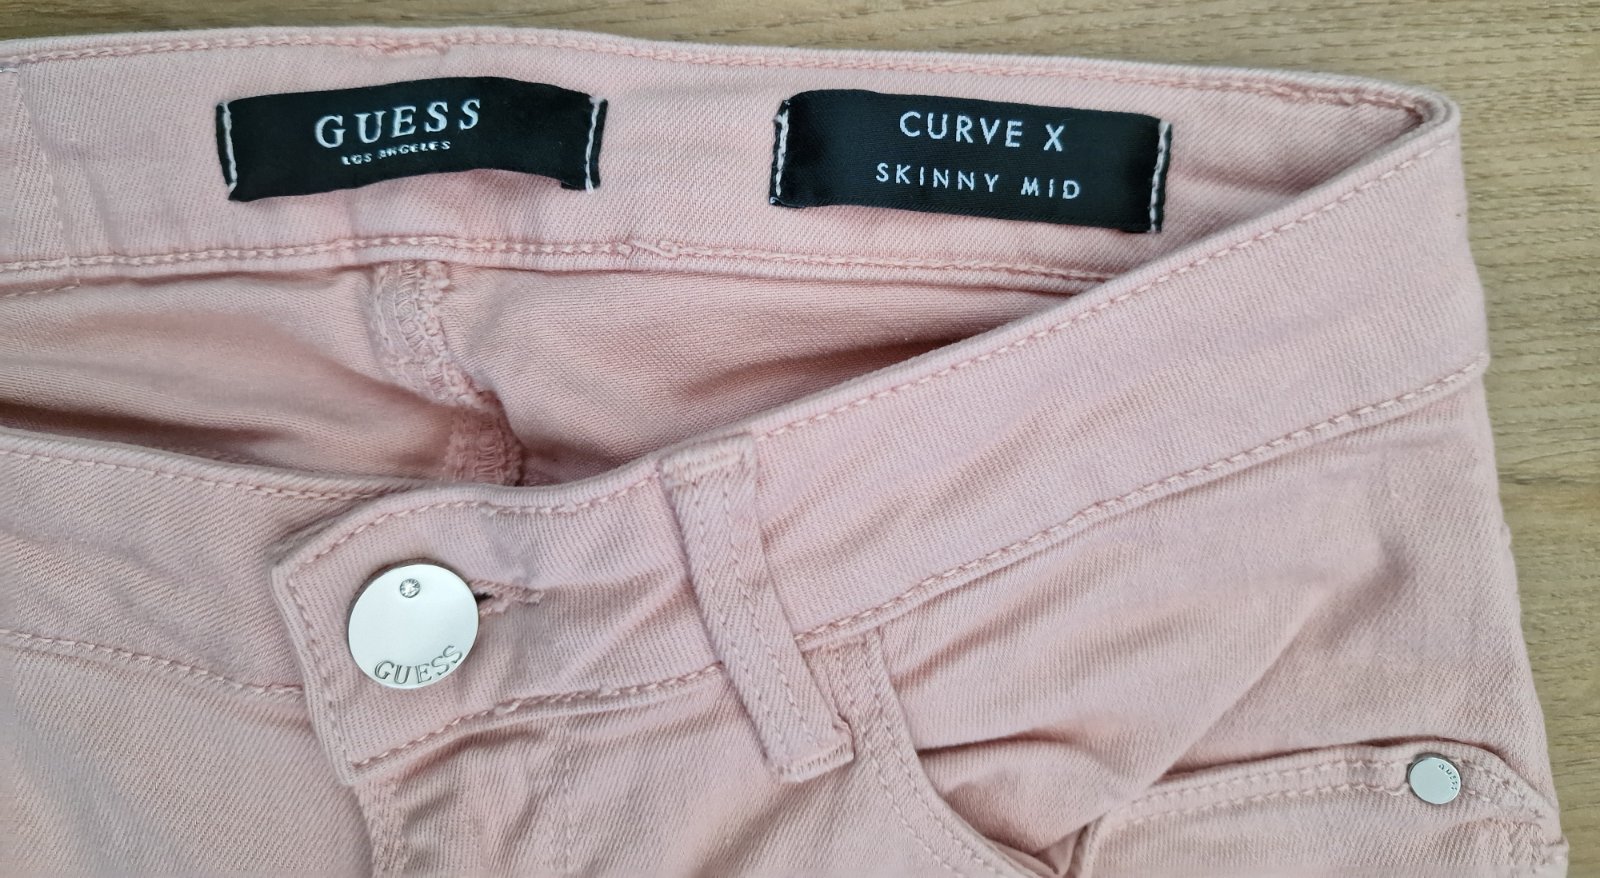 GUESS
LOS ANGELES
CURVE X
SKINNY MID
GUESS
GUESS